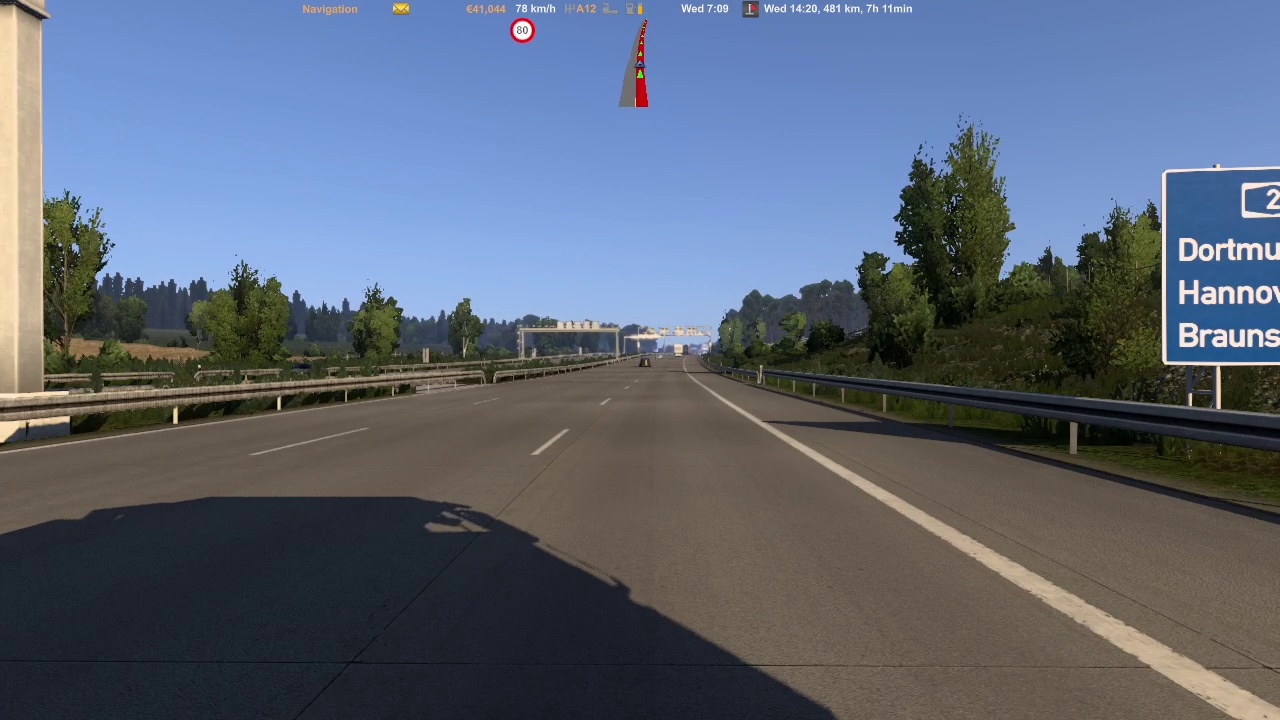 Navigation €41,044 78 km/h A12 Wed 7:09 Wed 14:20, 481 km, 7h 11min
80
2
Dortmu
Hannov
Brauns